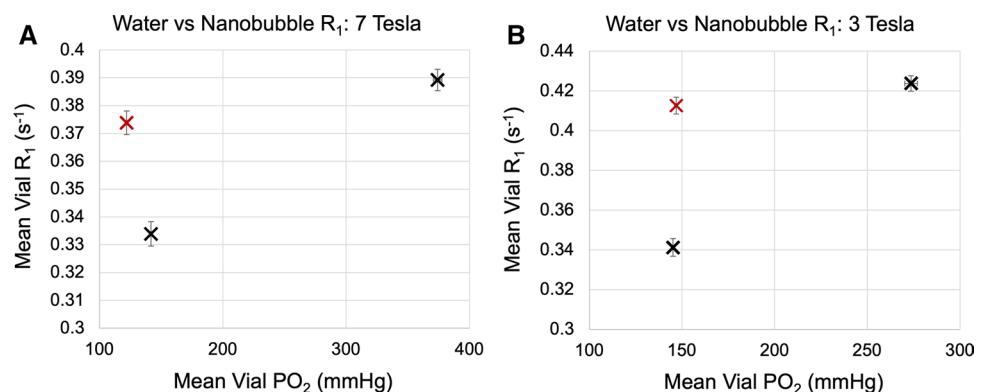 A
Water vs Nanobubble R₁: 7 Tesla
Mean Vial R₁ (s⁻¹)
0.4
0.39
0.38
0.37
0.36
0.35
0.34
0.33
0.32
0.31
0.3
100 200 300 400
Mean Vial PO₂ (mmHg)
B
Water vs Nanobubble R₁: 3 Tesla
Mean Vial R₁ (s⁻¹)
0.44
0.42
0.4
0.38
0.36
0.34
0.32
0.3
100 150 200 250 300
Mean Vial PO₂ (mmHg)